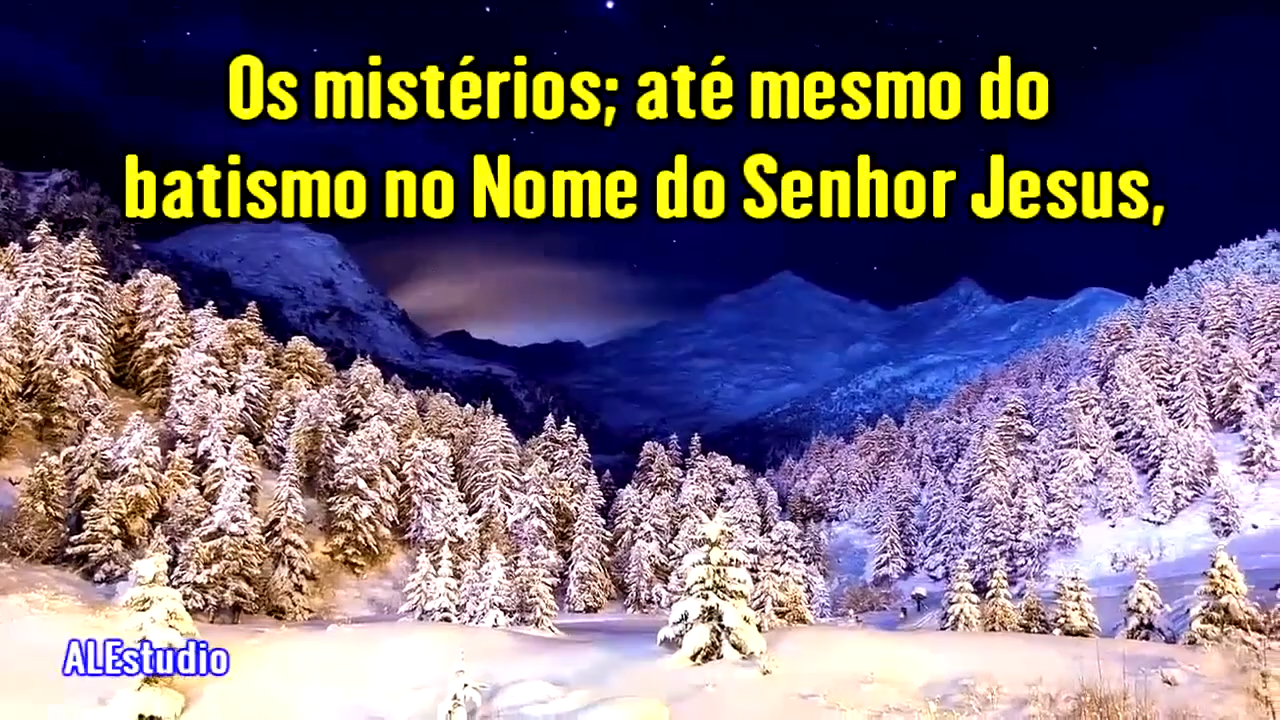 Os mistérios; até mesmo do
batismo no Nome do Senhor Jesus,
ALEstudio